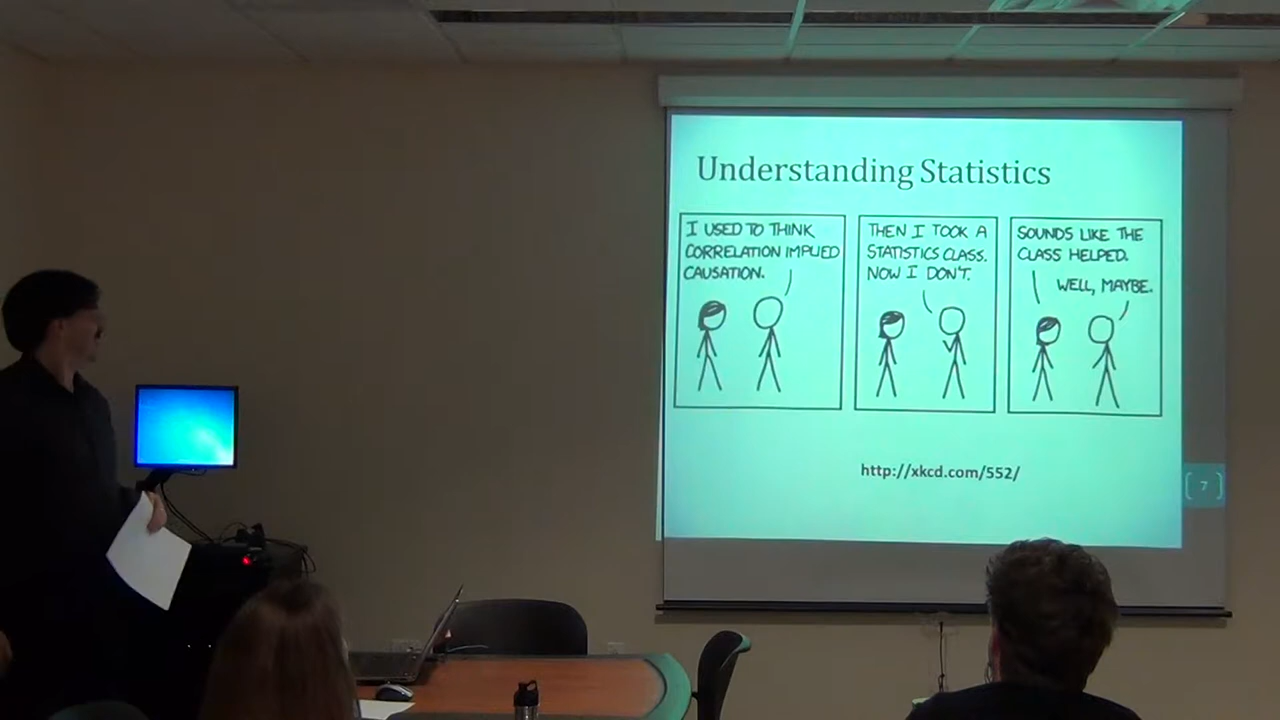 Understanding Statistics
I USED TO THINK
CORRELATION IMPLIED
CAUSATION.
THEN I TOOK A
STATISTICS CLASS.
NOW I DON'T.
SOUNDS LIKE THE
CLASS HELPED.
WELL, MAYBE.
http://xkcd.com/552/
7